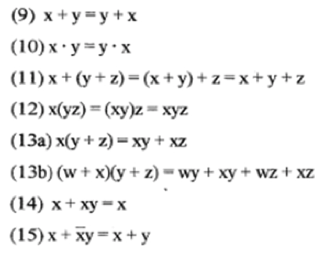 (9) x + y = y + x
(10) x · y = y · x
(11) x + (y + z) = (x + y) + z = x + y + z
(12) x(yz) = (xy)z = xyz
(13a) x(y + z) = xy + xz
(13b) (w + x)(y + z) = wy + xy + wz + xz
(14) x + xy = x
(15) x + x̅y = x + y